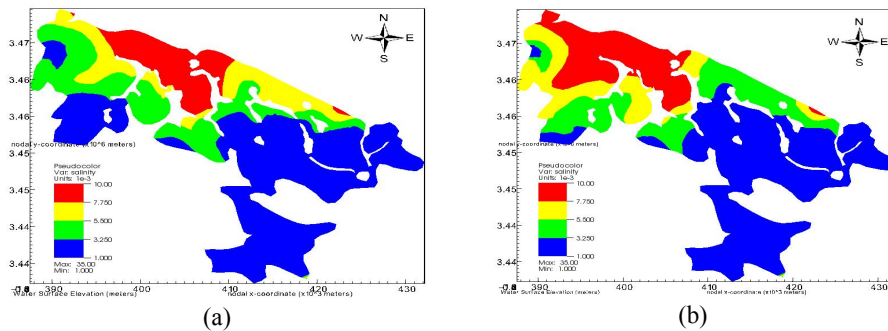 N
W E
S
3.47
3.46
3.46
nodal y-coordinate (x10^6 meters)
3.45
Pseudocolor
Var: salinity
Units: 1e-3
10.00
7.750
5.500
3.250
1.000
Max: 35.00
Min: 1.000
3.45
3.44
3.44
390 400 410 420 430
Water Surface Elevation (meters) nodal x-coordinate (x10^3 meters)
(a)
N
W E
S
3.47
3.46
3.46
3.45
Pseudocolor
Var: salinity
Units: 1e-3
10.00
7.750
5.500
3.250
1.000
Max: 35.00
Min: 1.000
3.45
3.44
3.44
390 400 410 420 430
Water Surface Elevation (meters) nodal x-coordinate (x10^3 meters)
(b)